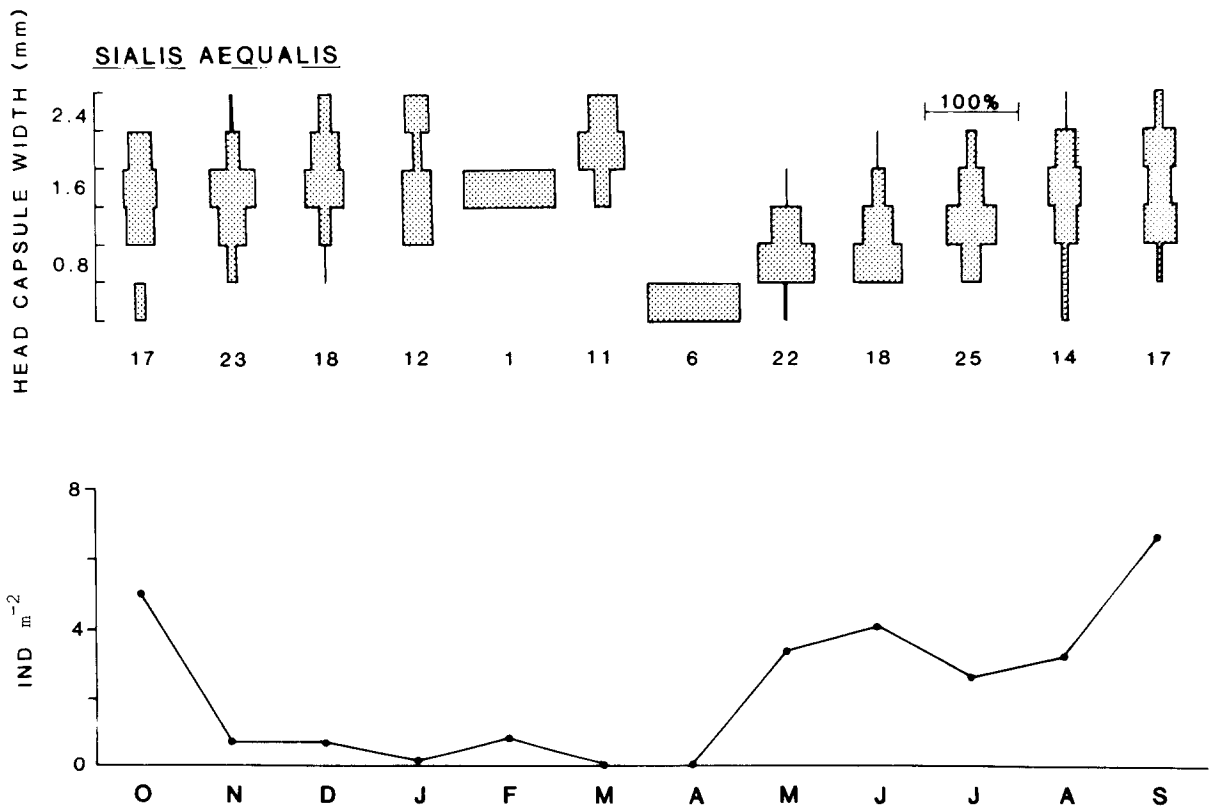 SIALIS AEQUALIS
HEAD CAPSULE WIDTH (mm)
2.4
1.6
0.8
100%
17 23 18 12 1 11 6 22 18 25 14 17
IND m⁻²
8
4
0
O N D J F M A M J J A S